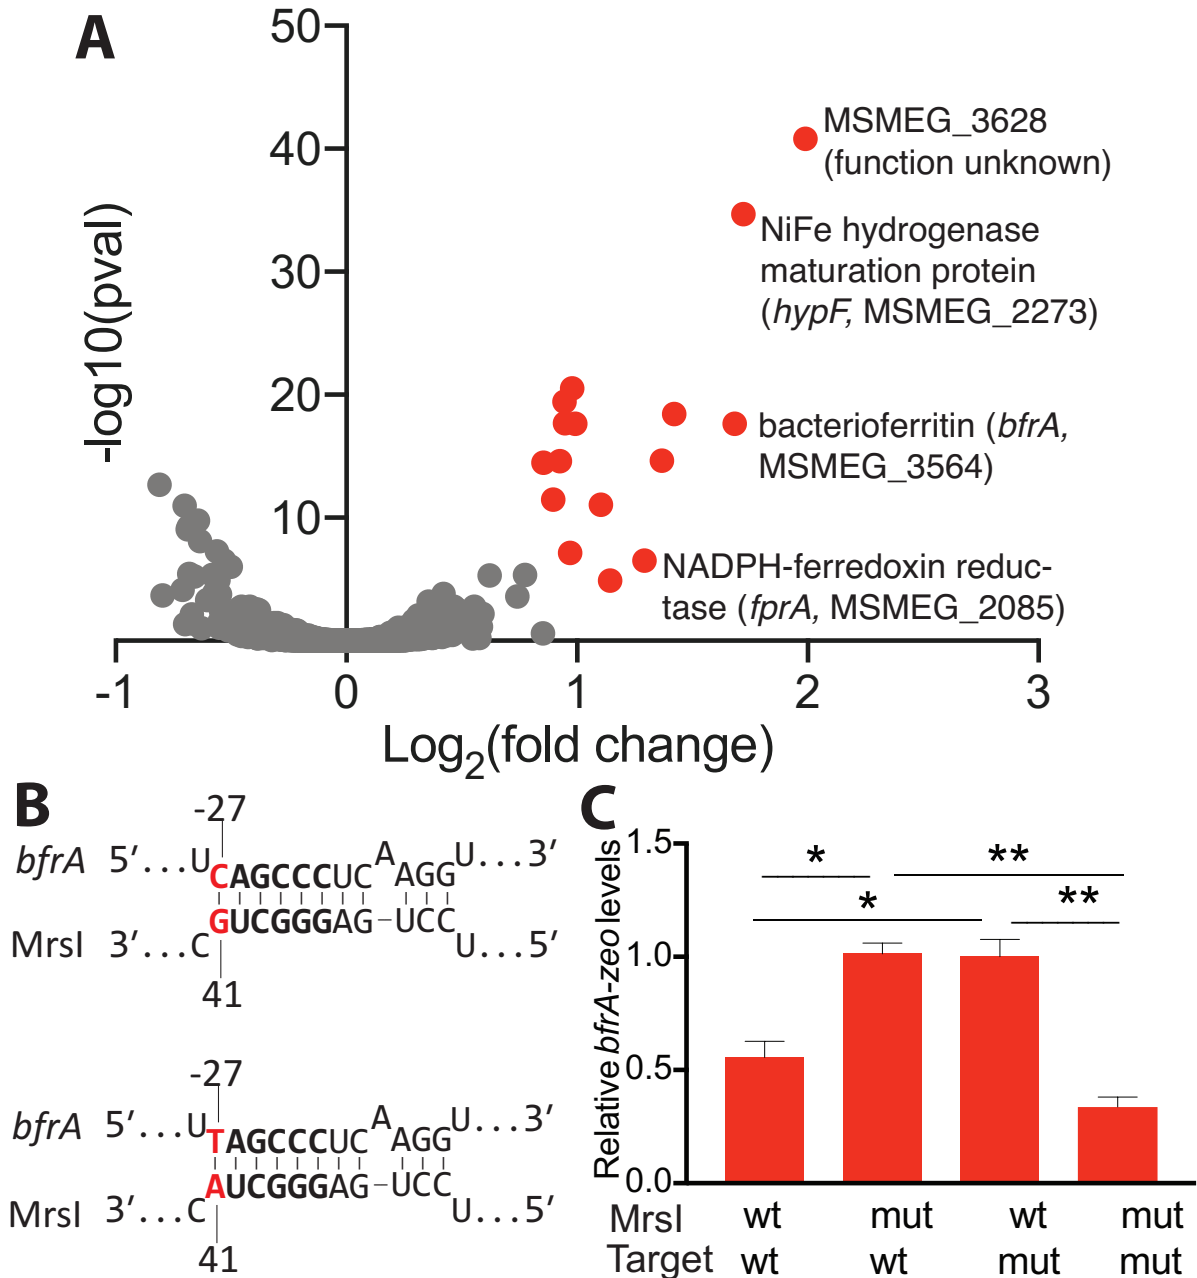 A
50
40
30
20
10
-log10(pval)
MSMEG_3628
(function unknown)
NiFe hydrogenase
maturation protein
(hypF, MSMEG_2273)
bacterioferritin (bfrA,
MSMEG_3564)
NADPH-ferredoxin reduc-
tase (fprA, MSMEG_2085)
-1 0 1 2 3
Log2(fold change)
B
-27
bfrA 5′...UCAGCCCUCAAGGU...3′
MrsI 3′...CGUCGGGAG-UCCU...5′
41
-27
bfrA 5′...UTAGCCCUCAAGGU...3′
MrsI 3′...CAUCGGGAG-UCCU...5′
41
C
Relative bfrA-zeo levels
1.5
1.0
0.5
0.0
* ** * **
MrsI wt mut wt mut
Target wt wt mut mut